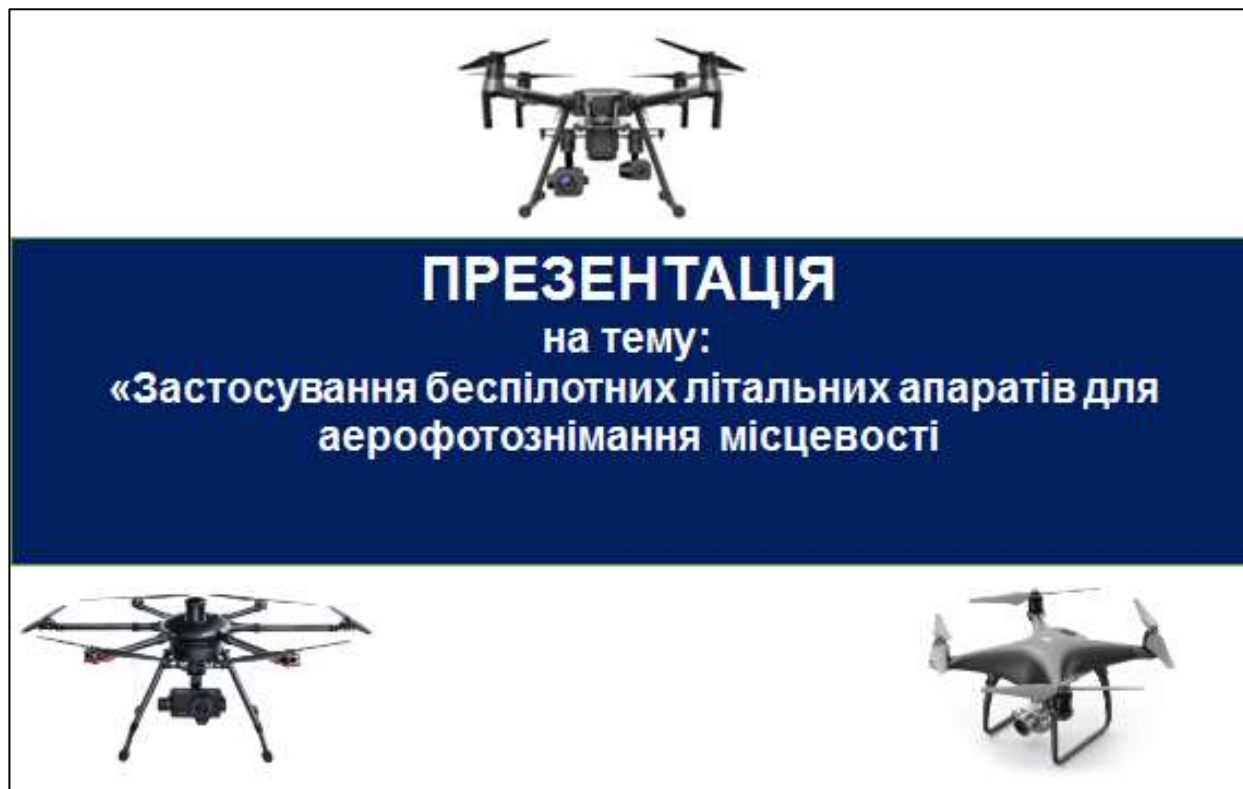 ПРЕЗЕНТАЦІЯ
на тему:
«Застосування беспілотних літальних апаратів для
аерофотознімання місцевості